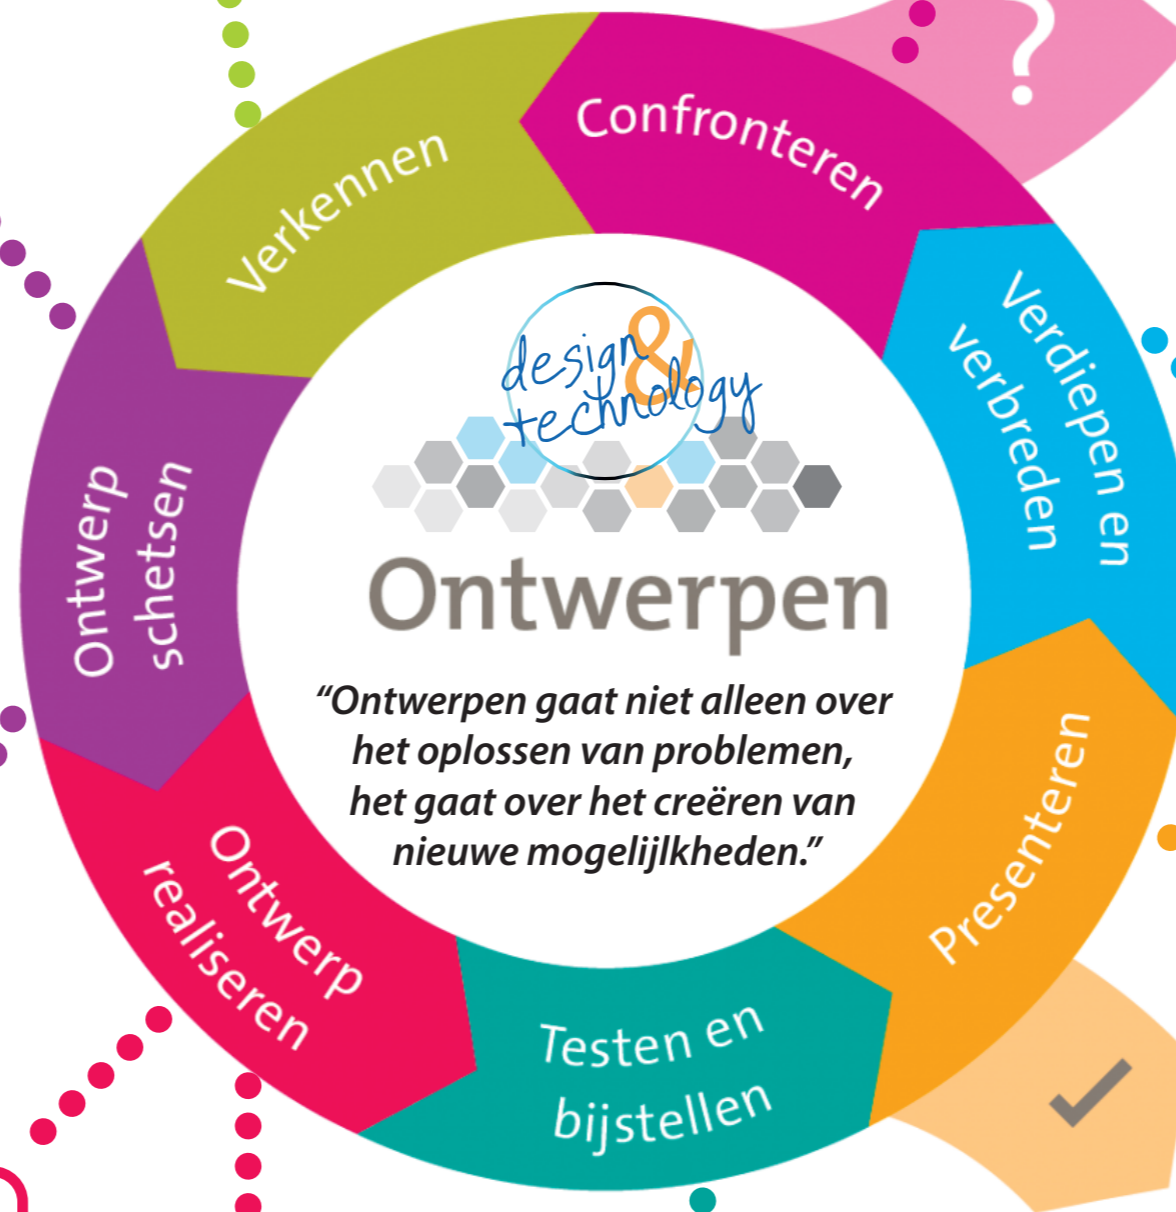 ?
Confronteren
Verkennen
Verdiepen en
verbreden
design &
technology
Ontwerp
schetsen
Ontwerpen
“Ontwerpen gaat niet alleen over
het oplossen van problemen,
het gaat over het creëren van
nieuwe mogelijlkheden.”
Presenteren
Ontwerp
realiseren
Testen en
bijstellen